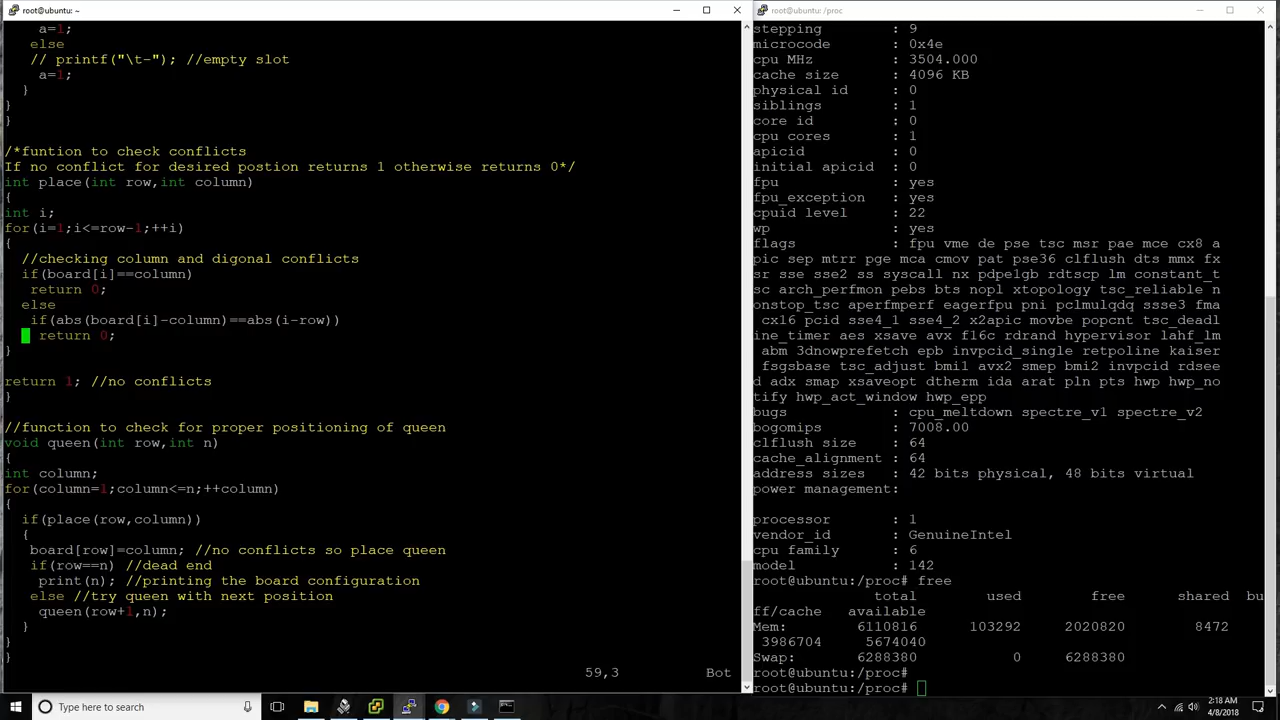 root@ubuntu: ~
a=1;
else
// printf("\t-"); //empty slot
a=1;
}
}
}
/*funtion to check conflicts
If no conflict for desired postion returns 1 otherwise returns 0*/
int place(int row,int column)
{
int i;
for(i=1;i<=row-1;++i)
{
//checking column and digonal conflicts
if(board[i]==column)
return 0;
else
if(abs(board[i]-column)==abs(i-row))
return 0;
}
return 1; //no conflicts
}
//function to check for proper positioning of queen
void queen(int row,int n)
{
int column;
for(column=1;column<=n;++column)
{
if(place(row,column))
{
board[row]=column; //no conflicts so place queen
if(row==n) //dead end
print(n); //printing the board configuration
else //try queen with next position
queen(row+1,n);
}
}
}
59,3 Bot
root@ubuntu: /proc
stepping : 9
microcode : 0x4e
cpu MHz : 3504.000
cache size : 4096 KB
physical id : 0
siblings : 1
core id : 0
cpu cores : 1
apicid : 0
initial apicid : 0
fpu : yes
fpu_exception : yes
cpuid level : 22
wp : yes
flags : fpu vme de pse tsc msr pae mce cx8 a
pic sep mtrr pge mca cmov pat pse36 clflush dts mmx fx
sr sse sse2 ss syscall nx pdpe1gb rdtscp lm constant_t
sc arch_perfmon pebs bts nopl xtopology tsc_reliable n
onstop_tsc aperfmperf eagerfpu pni pclmulqdq ssse3 fma
cx16 pcid sse4_1 sse4_2 x2apic movbe popcnt tsc_deadl
ine_timer aes xsave avx f16c rdrand hypervisor lahf_lm
abm 3dnowprefetch epb invpcid_single retpoline kaiser
fsgsbase tsc_adjust bmi1 avx2 smep bmi2 invpcid rdsee
d adx smap xsaveopt dtherm ida arat pln pts hwp hwp_no
tify hwp_act_window hwp_epp
bugs : cpu_meltdown spectre_v1 spectre_v2
bogomips : 7008.00
clflush size : 64
cache_alignment : 64
address sizes : 42 bits physical, 48 bits virtual
power management:
processor : 1
vendor_id : GenuineIntel
cpu family : 6
model : 142
root@ubuntu:/proc# free
total used free shared bu
ff/cache available
Mem: 6110816 103292 2020820 8472
3986704 5674040
Swap: 6288380 0 6288380
root@ubuntu:/proc#
root@ubuntu:/proc#
Type here to search
2:18 AM
4/8/2018